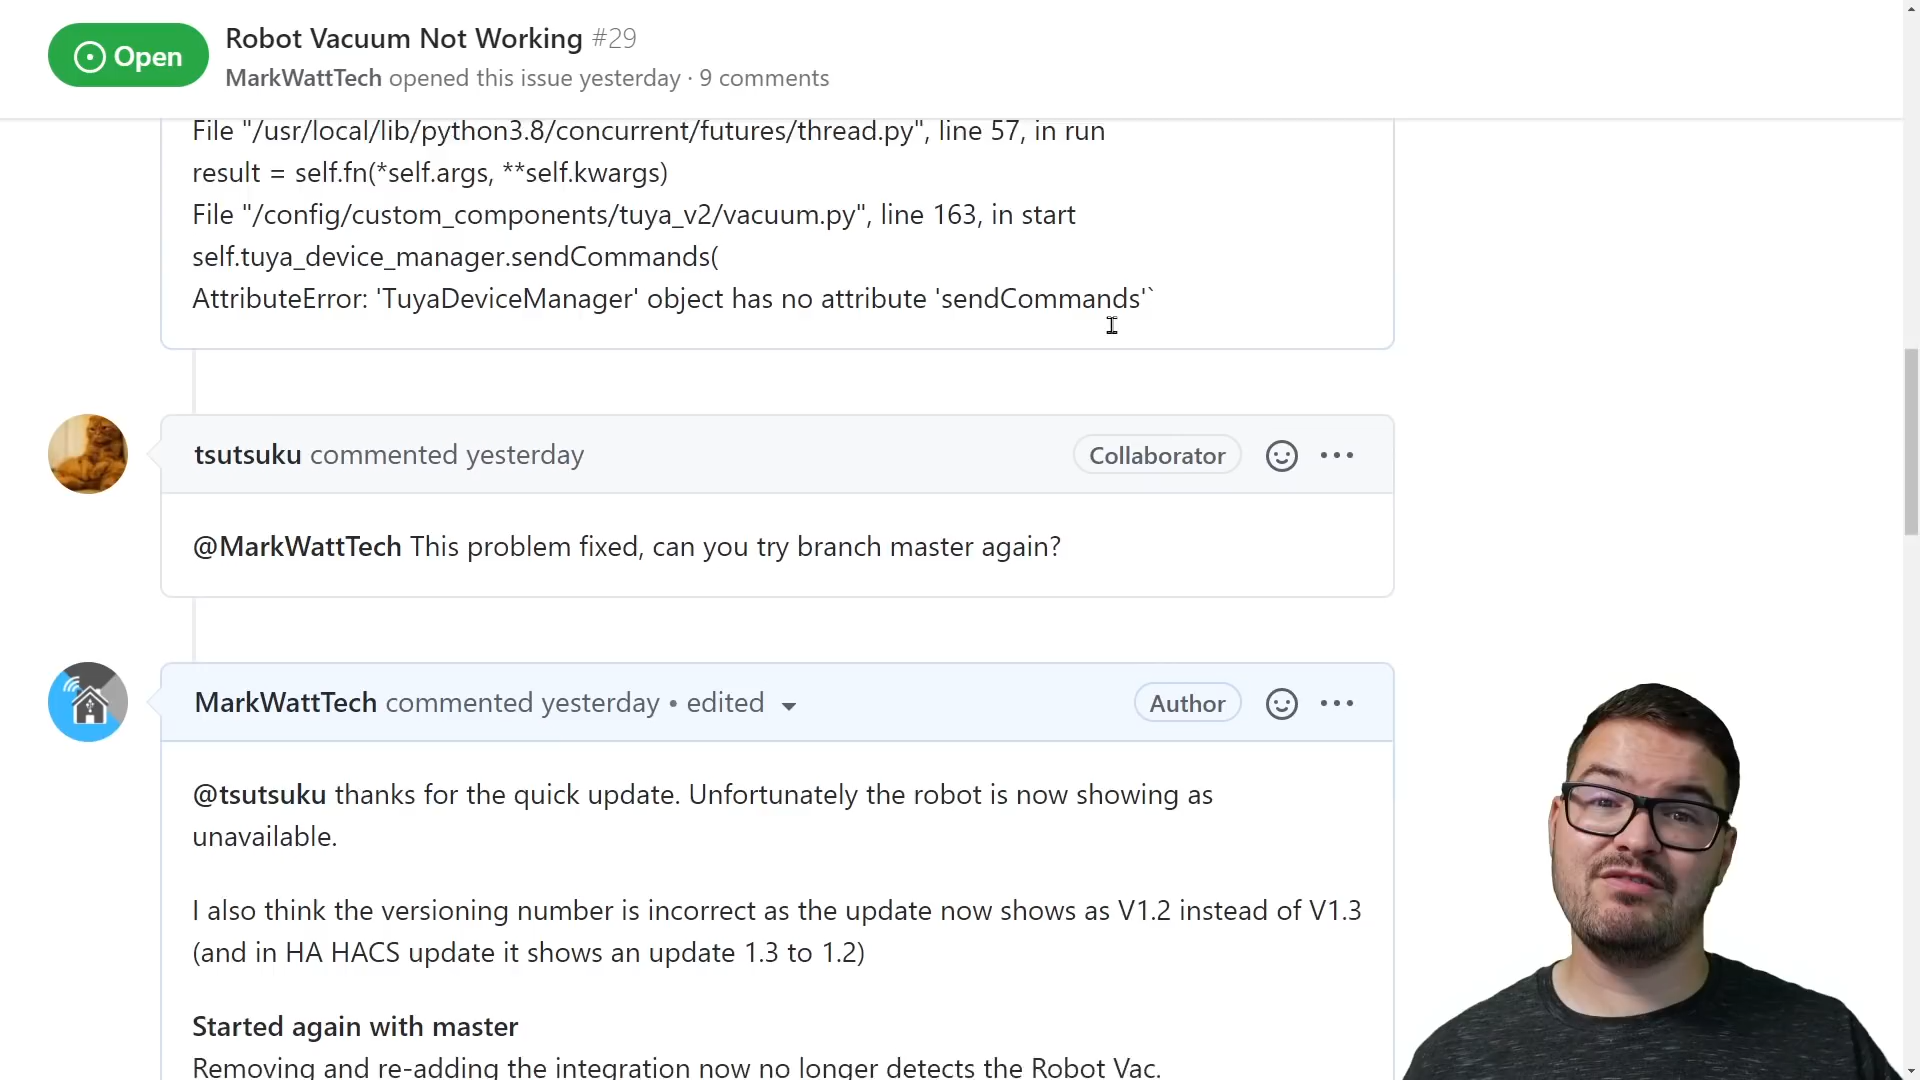 Open
Robot Vacuum Not Working #29
MarkWattTech opened this issue yesterday · 9 comments
File "/usr/local/lib/python3.8/concurrent/futures/thread.py", line 57, in run
result = self.fn(*self.args, **self.kwargs)
File "/config/custom_components/tuya_v2/vacuum.py", line 163, in start
self.tuya_device_manager.sendCommands(
AttributeError: 'TuyaDeviceManager' object has no attribute 'sendCommands'`
tsutsuku commented yesterday
Collaborator
@MarkWattTech This problem fixed, can you try branch master again?
MarkWattTech commented yesterday • edited
Author
@tsutsuku thanks for the quick update. Unfortunately the robot is now showing as
unavailable.
I also think the versioning number is incorrect as the update now shows as V1.2 instead of V1.3
(and in HA HACS update it shows an update 1.3 to 1.2)
Started again with master
Removing and re-adding the integration now no longer detects the Robot Vac.